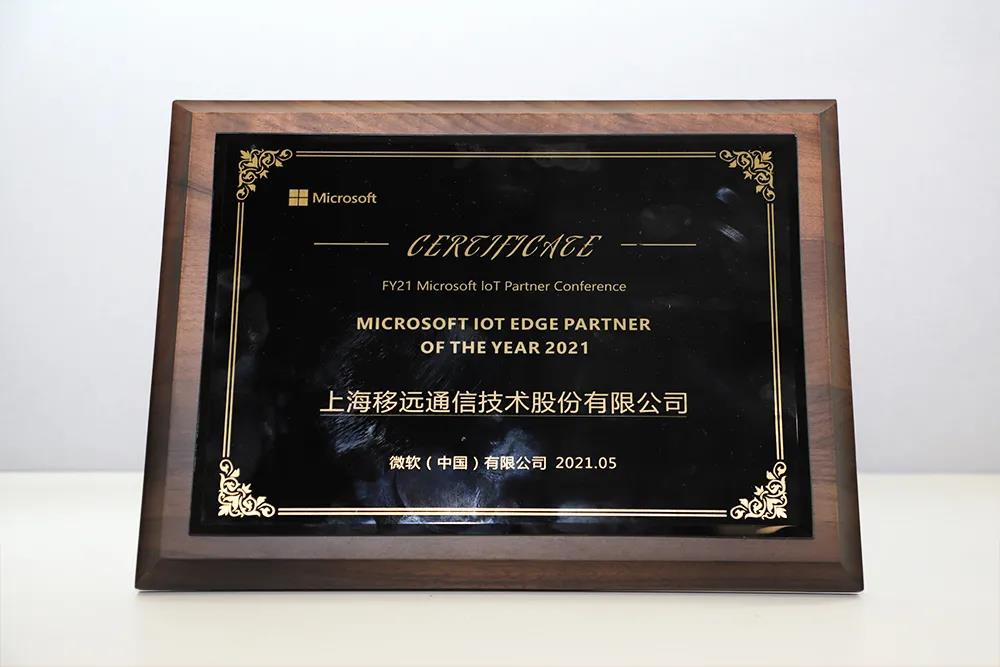 Microsoft
CERTIFICATE
FY21 Microsoft IoT Partner Conference
MICROSOFT IOT EDGE PARTNER
OF THE YEAR 2021
上海移远通信技术股份有限公司
微软（中国）有限公司 2021.05